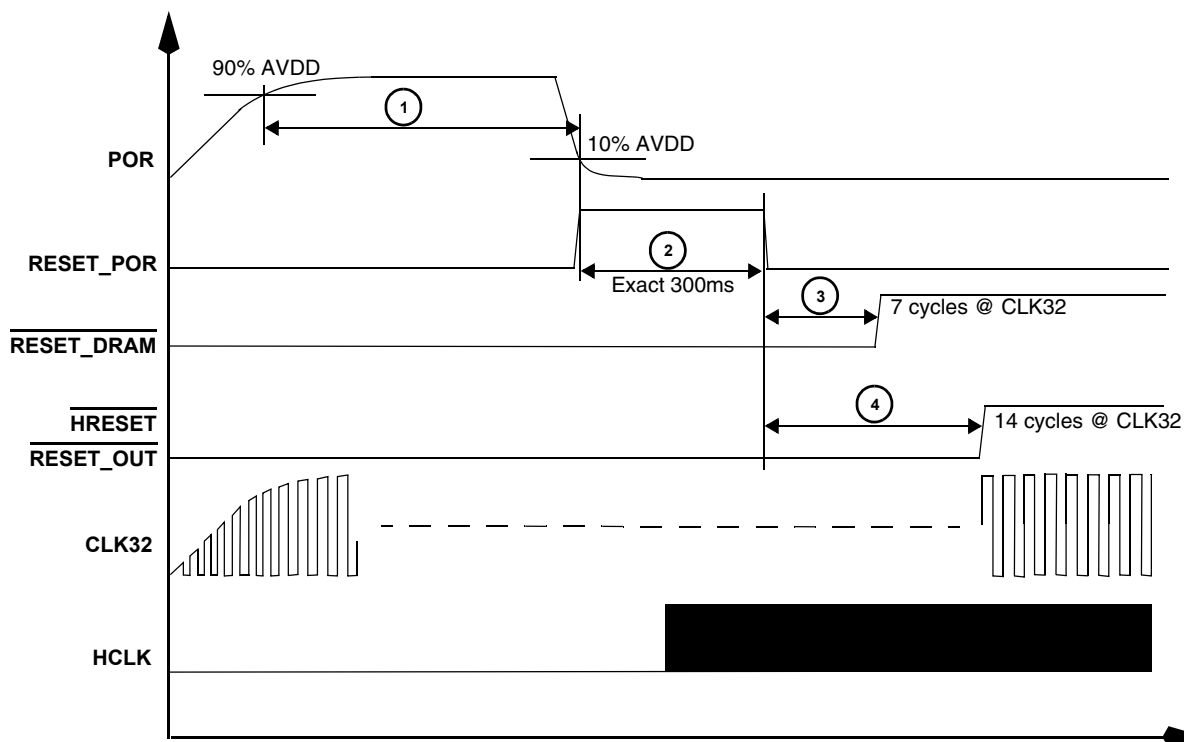 90% AVDD
1
10% AVDD
POR
2
RESET_POR
Exact 300ms
3
7 cycles @ CLK32
RESET_DRAM
4
HRESET
14 cycles @ CLK32
RESET_OUT
CLK32
HCLK